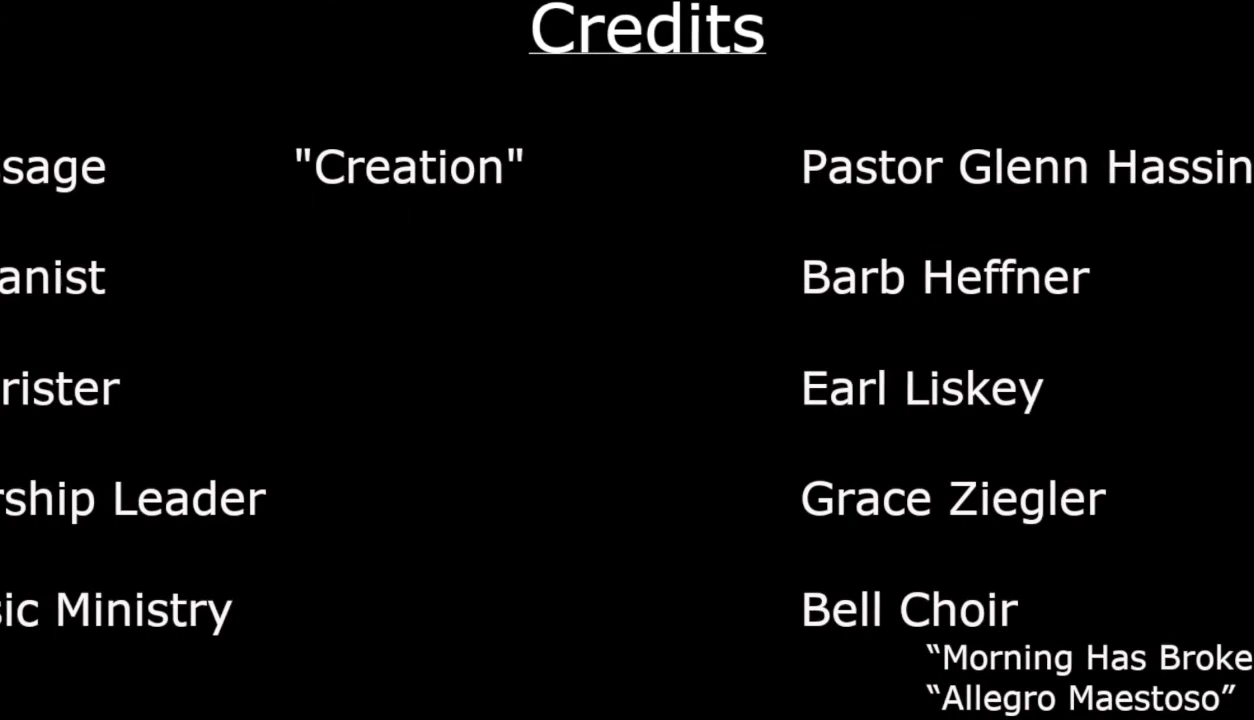 Credits
sage "Creation" Pastor Glenn Hassin
anist Barb Heffner
rister Earl Liskey
rship Leader Grace Ziegler
sic Ministry Bell Choir
“Morning Has Broke
“Allegro Maestoso”